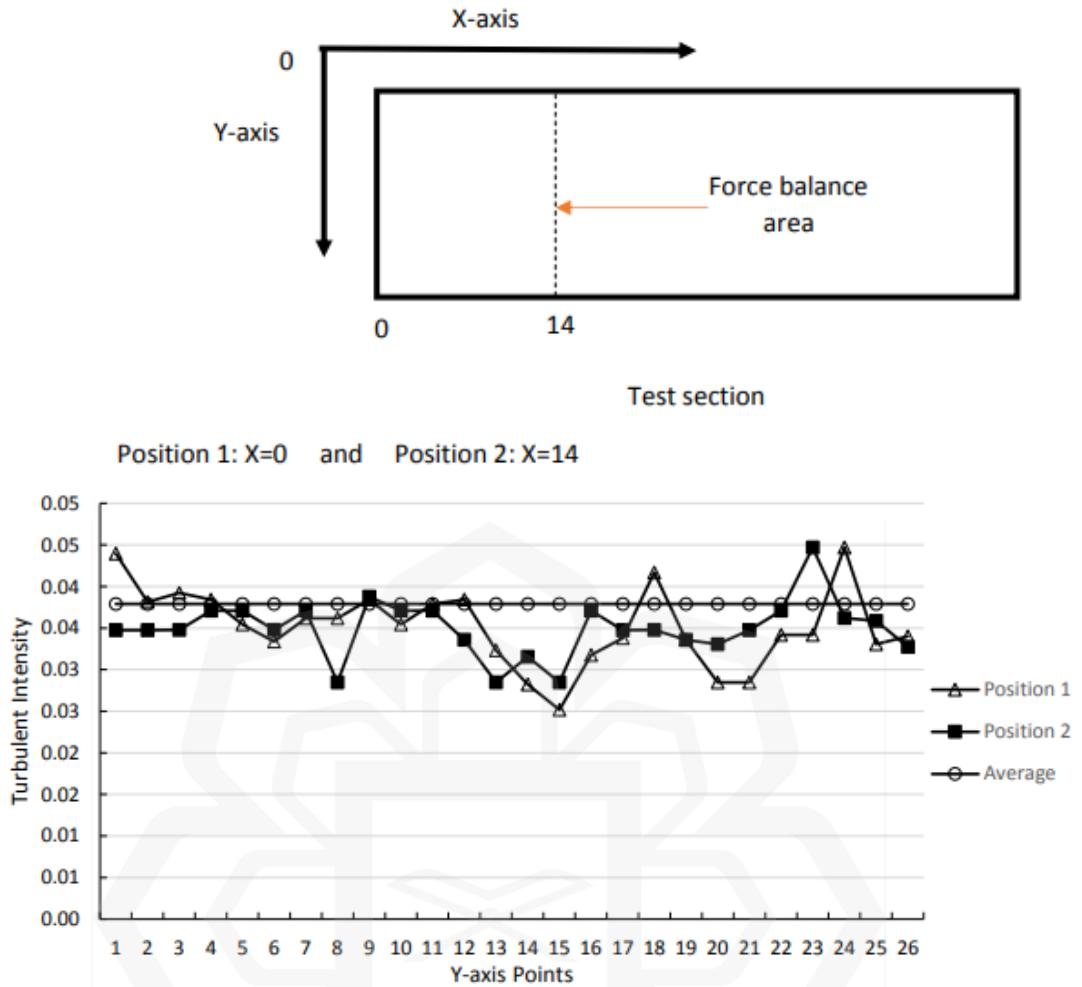 X-axis
0
Y-axis
Force balance
area
0
14
Test section
Position 1: X=0 and Position 2: X=14
0.05
0.05
0.04
0.04
0.03
0.03
0.02
0.02
0.01
0.01
0.00
Turbulent Intensity
1 2 3 4 5 6 7 8 9 10 11 12 13 14 15 16 17 18 19 20 21 22 23 24 25 26
Y-axis Points
Position 1
Position 2
Average